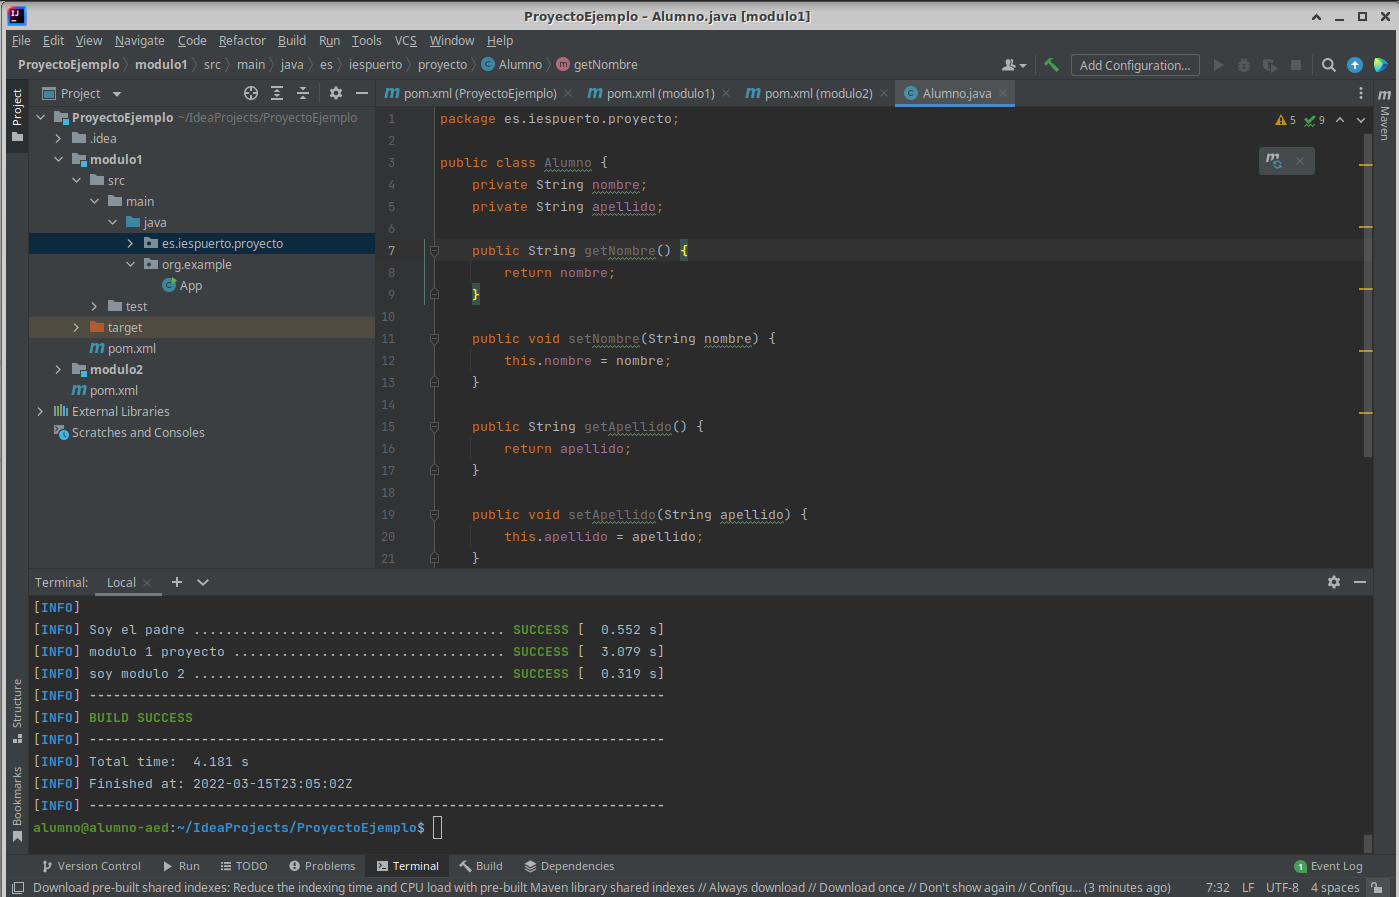 ProyectoEjemplo – Alumno.java [modulo1]
File Edit View Navigate Code Refactor Build Run Tools VCS Window Help
ProyectoEjemplo modulo1 src main java es iespuerto proyecto Alumno getNombre Add Configuration...
Project
Project
ProyectoEjemplo ~/IdeaProjects/ProyectoEjemplo
.idea
modulo1
src
main
java
es.iespuerto.proyecto
org.example
App
test
target
pom.xml
modulo2
pom.xml
External Libraries
Scratches and Consoles
pom.xml (ProyectoEjemplo) pom.xml (modulo1) pom.xml (modulo2) Alumno.java
5 9
Maven
1 package es.iespuerto.proyecto;
2
3 public class Alumno {
4 private String nombre;
5 private String apellido;
6
7 public String getNombre() {
8 return nombre;
9 }
10
11 public void setNombre(String nombre) {
12 this.nombre = nombre;
13 }
14
15 public String getApellido() {
16 return apellido;
17 }
18
19 public void setApellido(String apellido) {
20 this.apellido = apellido;
21 }
Structure
Bookmarks
Terminal: Local
[INFO]
[INFO] Soy el padre ....................................... SUCCESS [  0.552 s]
[INFO] modulo 1 proyecto .................................. SUCCESS [  3.079 s]
[INFO] soy modulo 2 ....................................... SUCCESS [  0.319 s]
[INFO] ------------------------------------------------------------------------
[INFO] BUILD SUCCESS
[INFO] ------------------------------------------------------------------------
[INFO] Total time:  4.181 s
[INFO] Finished at: 2022-03-15T23:05:02Z
[INFO] ------------------------------------------------------------------------
alumno@alumno-aed:~/IdeaProjects/ProyectoEjemplo$
Version Control Run TODO Problems Terminal Build Dependencies 1 Event Log
Download pre-built shared indexes: Reduce the indexing time and CPU load with pre-built Maven library shared indexes // Always download // Download once // Don't show again // Configu... (3 minutes ago) 7:32 LF UTF-8 4 spaces